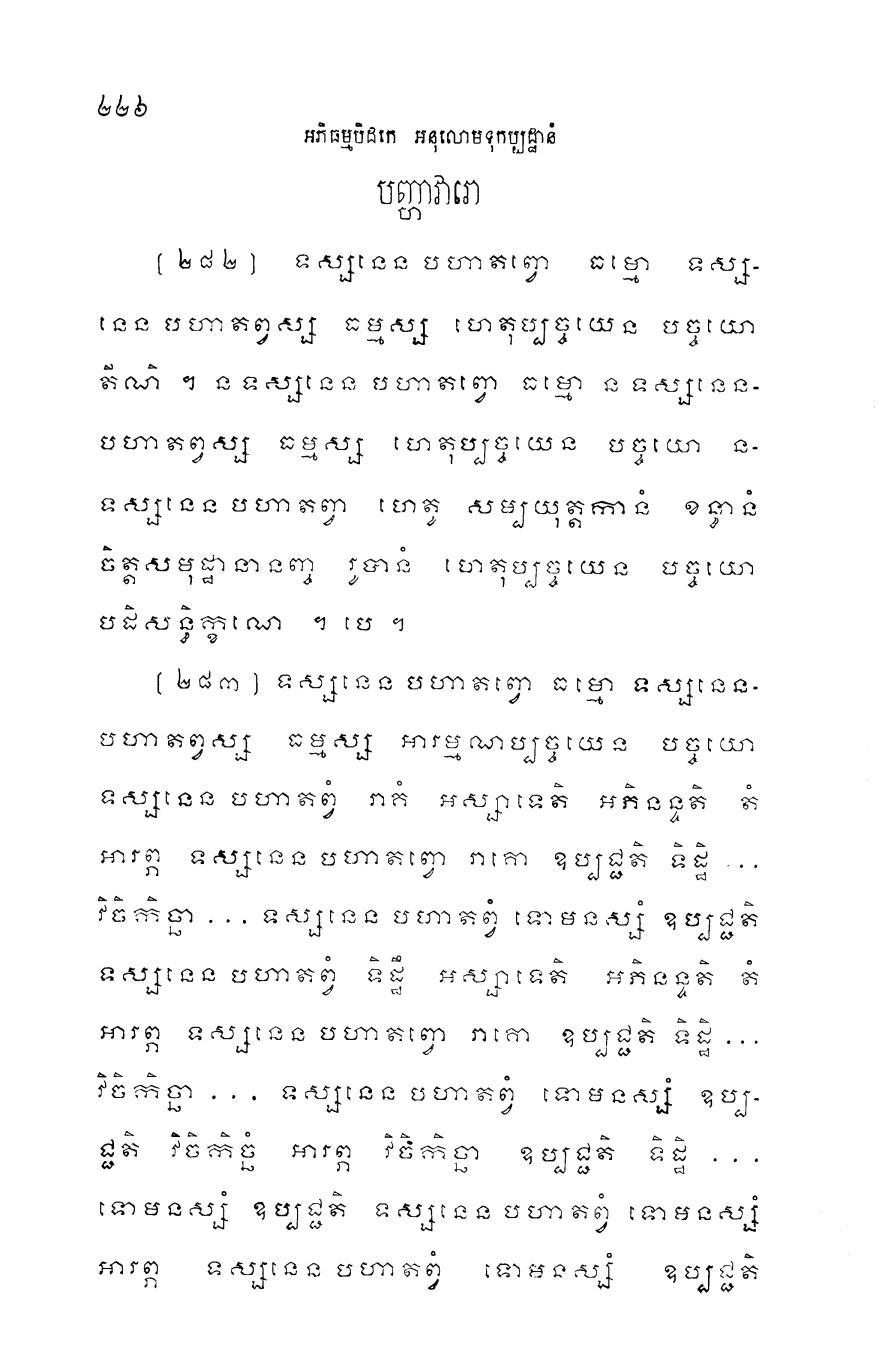 ២២៦
អភិធម្មបិដកេ អនុលោមទុកប្បដ្ឋានំ
បញ្ហាវារោ
[២៨២] ទស្សនេន បហាតព្វោ ធម្មោ ទស្ស-
នេន បហាតព្វស្ស ធម្មស្ស ហេតុប្បច្ចយេន បច្ចយោ
តីណិ ។ ន ទស្សនេន បហាតព្វោ ធម្មោ ន ទស្សនេន-
បហាតព្វស្ស ធម្មស្ស ហេតុប្បច្ចយេន បច្ចយោ ន-
ទស្សនេន បហាតព្វា ហេតូ សម្បយុត្តកានំ ខន្ធានំ
ចិត្តសមុដ្ឋានានញ្ច រូបានំ ហេតុប្បច្ចយេន បច្ចយោ
បដិសន្ធិក្ខណេ ។ បេ ។
[២៨៣] ទស្សនេន បហាតព្វោ ធម្មោ ទស្សនេន-
បហាតព្វស្ស ធម្មស្ស អារម្មណប្បច្ចយេន បច្ចយោ
ទស្សនេន បហាតព្វំ រាគំ អស្សាទេតិ អភិនន្ទតិ តំ
អារព្ភ ទស្សនេន បហាតព្វោ រាគោ ឧប្បជ្ជតិ ទិដ្ឋិ ...
វិចិកិច្ឆា ... ទស្សនេន បហាតព្វំ ទោមនស្សំ ឧប្បជ្ជតិ
ទស្សនេន បហាតព្វំ ទិដ្ឋឹ អស្សាទេតិ អភិនន្ទតិ តំ
អារព្ភ ទស្សនេន បហាតព្វោ រាគោ ឧប្បជ្ជតិ ទិដ្ឋិ ...
វិចិកិច្ឆា ... ទស្សនេន បហាតព្វំ ទោមនស្សំ ឧប្ប-
ជ្ជតិ វិចិកិច្ឆំ អារព្ភ វិចិកិច្ឆា ឧប្បជ្ជតិ ទិដ្ឋិ ...
ទោមនស្សំ ឧប្បជ្ជតិ ទស្សនេន បហាតព្វំ ទោមនស្សំ
អារព្ភ ទស្សនេន បហាតព្វំ ទោមនស្សំ ឧប្បជ្ជតិ